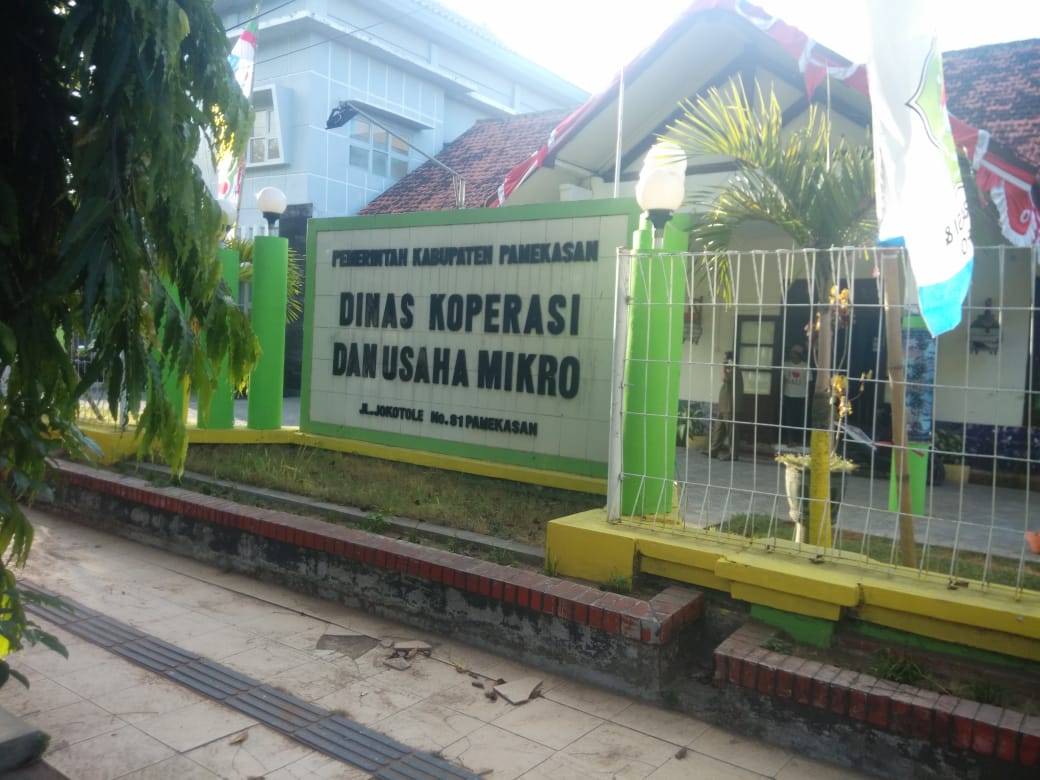 PEMERINTAH KABUPATEN PAMEKASAN
DINAS KOPERASI
DAN USAHA MIKRO
JL. JOKOTOLE No. 81 PAMEKASAN